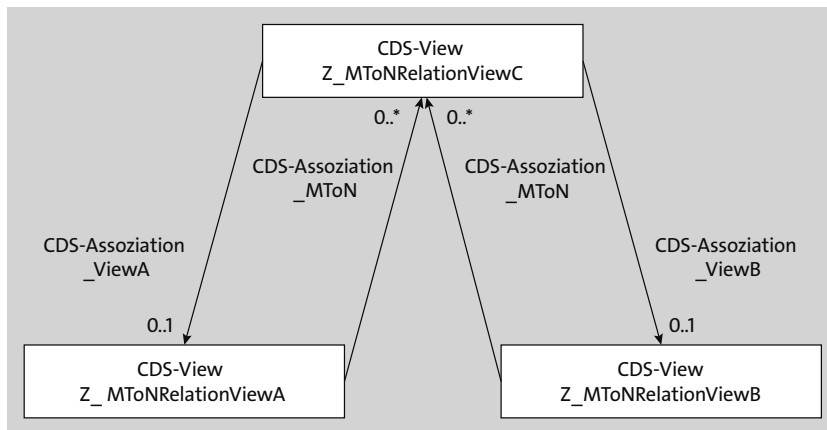 CDS-View
Z_MToNRelationViewC
0..*
0..*
CDS-Assoziation
_MToN
CDS-Assoziation
_MToN
CDS-Assoziation
_ViewA
CDS-Assoziation
_ViewB
0..1
0..1
CDS-View
Z_ MToNRelationViewA
CDS-View
Z_MToNRelationViewB